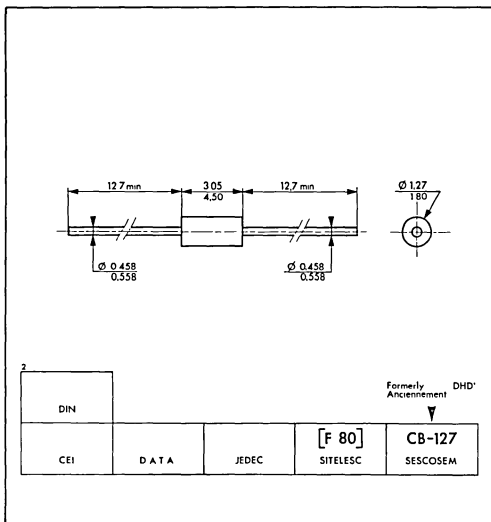 12 7 min 3 05 12,7 min Ø 1,27
4,50 1 80
Ø 0 458 Ø 0.458
0.558 0,558
2
Formerly DHD'
Anciennement
DIN
[F 80] CB-127
CEI DATA JEDEC SITELESC SESCOSEM